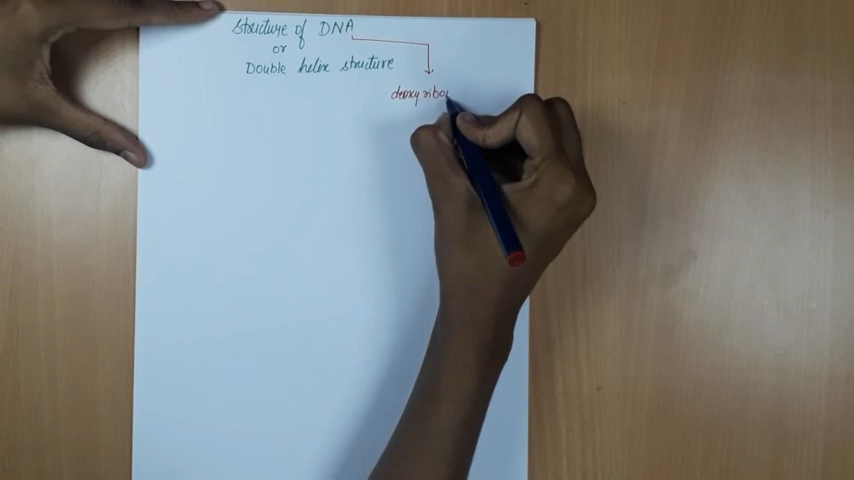 Structure of DNA
or
Double helix structure
deoxy ribo